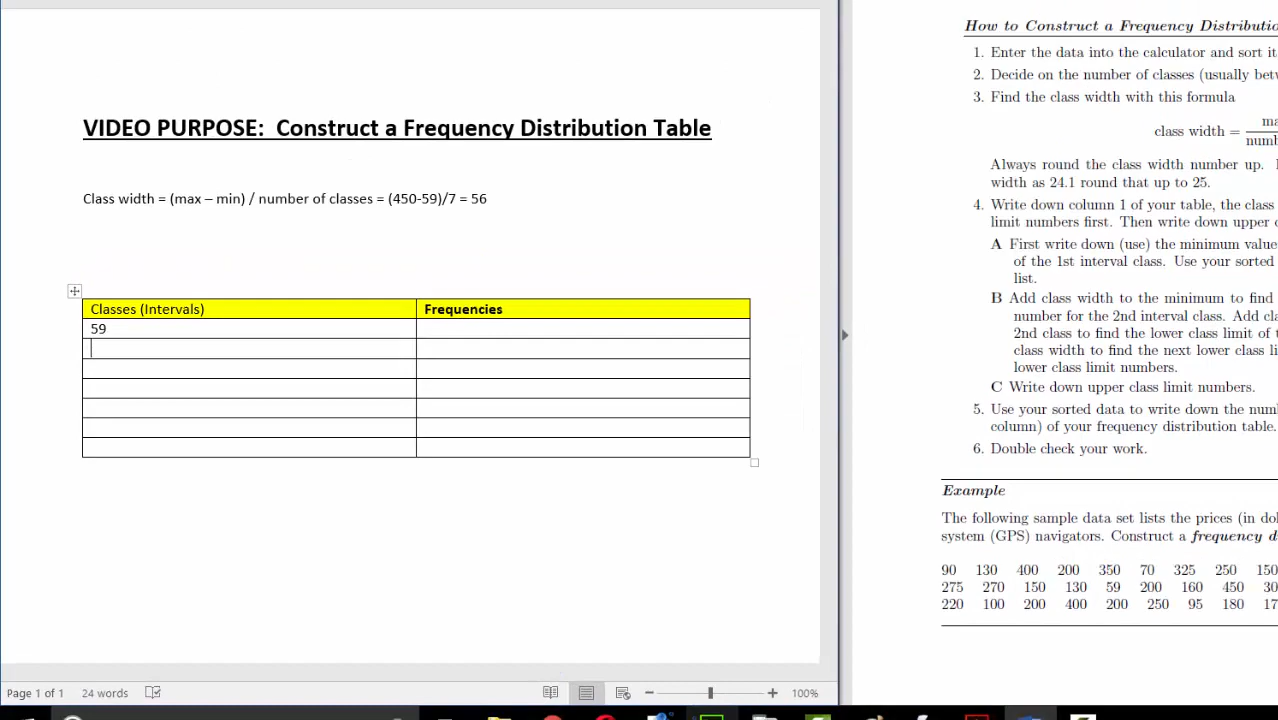 VIDEO PURPOSE: Construct a Frequency Distribution Table
Class width = (max – min) / number of classes = (450-59)/7 = 56
Classes (Intervals) Frequencies
59
Page 1 of 1 24 words
100%
How to Construct a Frequency Distributio
1. Enter the data into the calculator and sort it
2. Decide on the number of classes (usually betw
3. Find the class width with this formula
class width = ma
numb
Always round the class width number up. I
width as 24.1 round that up to 25.
4. Write down column 1 of your table, the class
limit numbers first. Then write down upper c
A First write down (use) the minimum value
of the 1st interval class. Use your sorted
list.
B Add class width to the minimum to find
number for the 2nd interval class. Add cla
2nd class to find the lower class limit of t
class width to find the next lower class li
lower class limit numbers.
C Write down upper class limit numbers.
5. Use your sorted data to write down the num
column) of your frequency distribution table.
6. Double check your work.
Example
The following sample data set lists the prices (in dol
system (GPS) navigators. Construct a frequency d
90 130 400 200 350 70 325 250 150
275 270 150 130 59 200 160 450 30
220 100 200 400 200 250 95 180 17